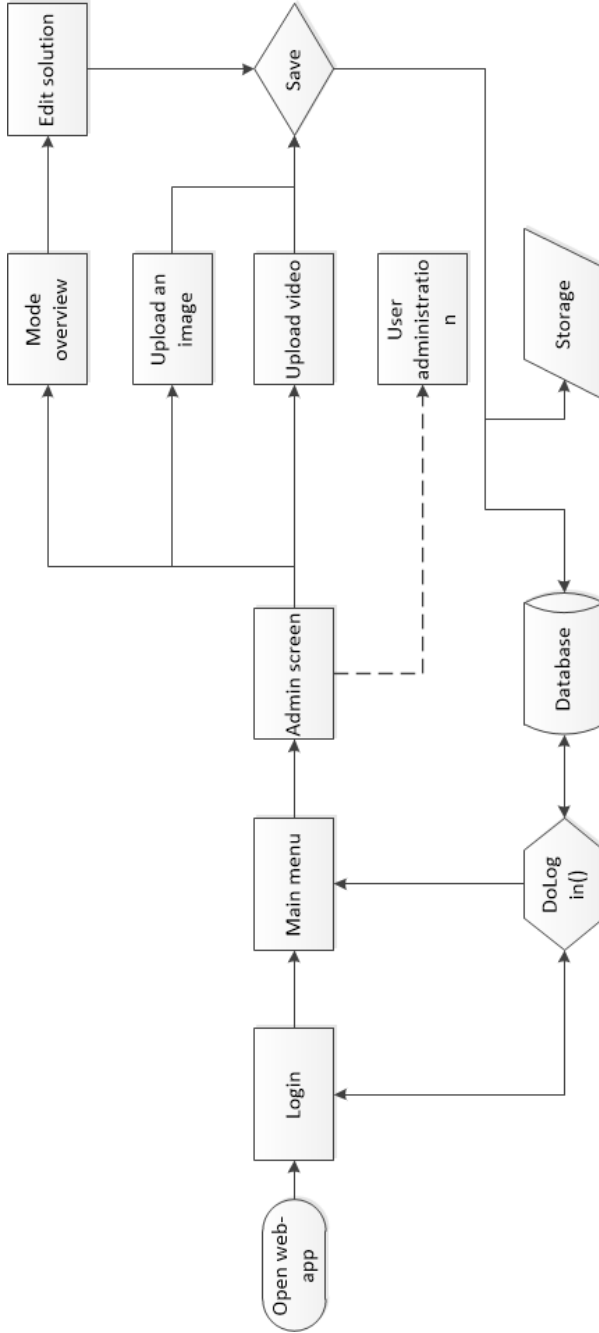 Open web-
app
Login
Main menu
Admin screen
Mode
overview
Upload an
image
Upload video
User
administratio
n
Edit solution
Save
DoLog
in()
Database
Storage